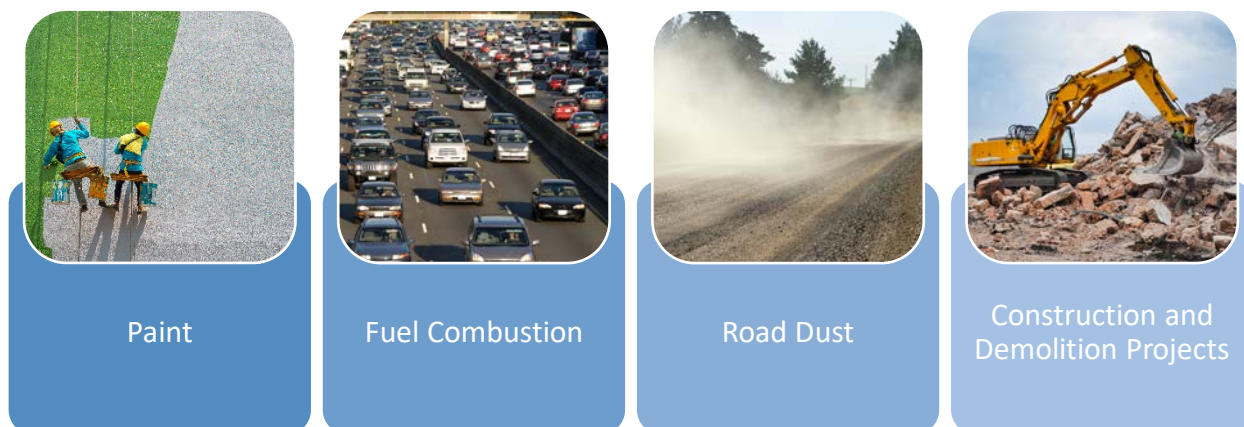 Paint
Fuel Combustion
Road Dust
Construction and
Demolition Projects